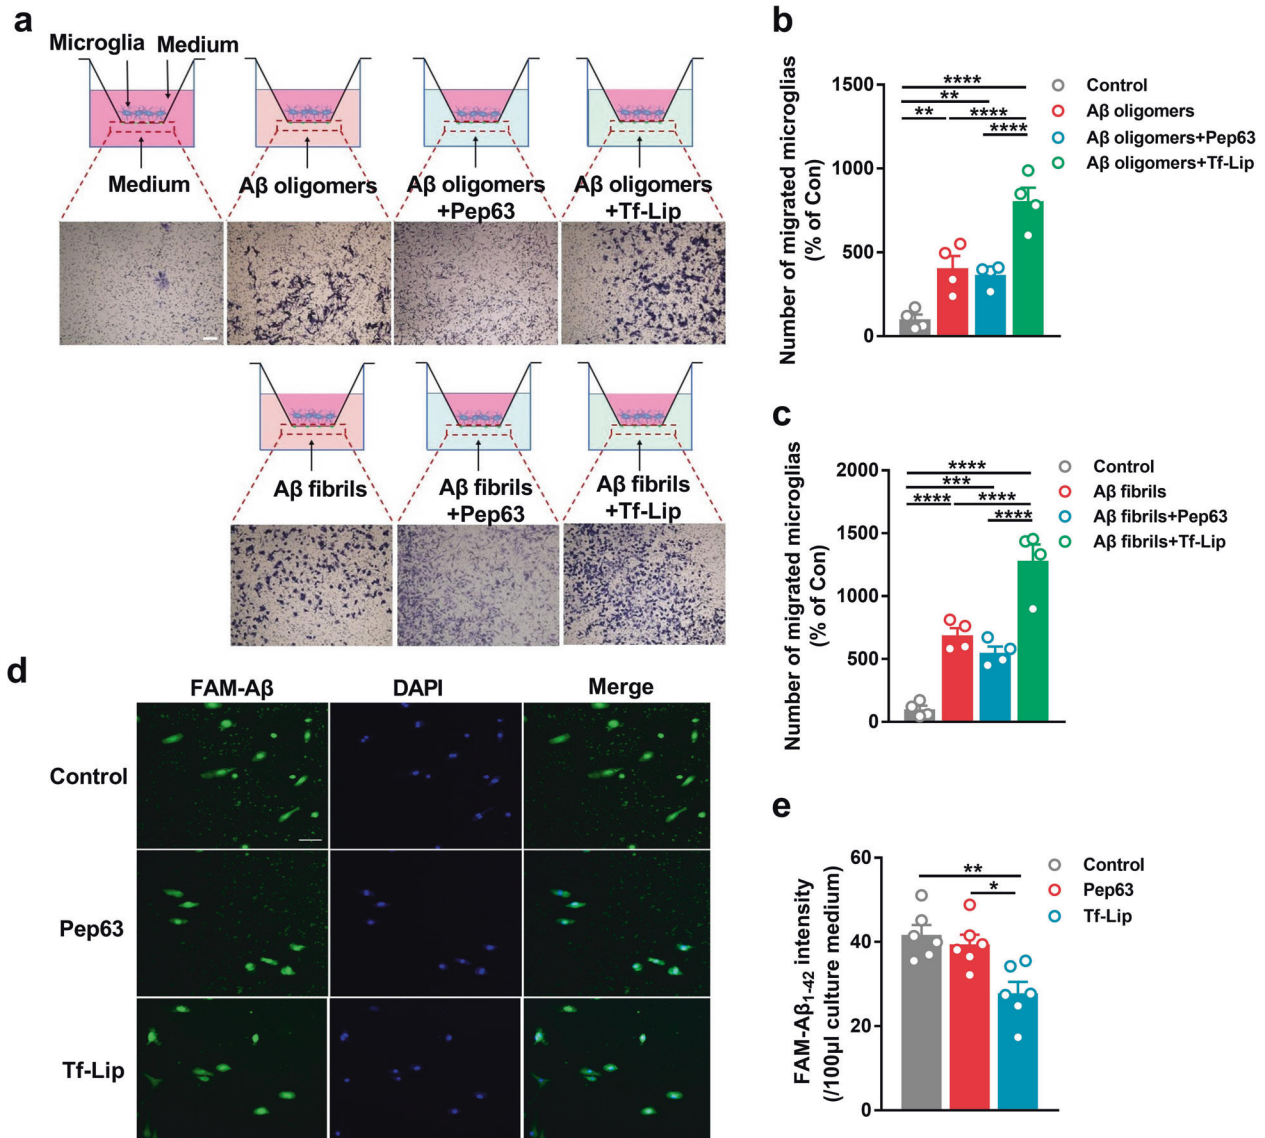 a
Microglia
Medium
Medium
Aβ oligomers
Aβ oligomers
+Pep63
Aβ oligomers
+Tf-Lip
Aβ fibrils
Aβ fibrils
+Pep63
Aβ fibrils
+Tf-Lip
b
Number of migrated microglias
(% of Con)
1500
1000
500
0
****
**
**
****
****
Control
Aβ oligomers
Aβ oligomers+Pep63
Aβ oligomers+Tf-Lip
c
Number of migrated microglias
(% of Con)
2000
1500
1000
500
0
****
***
****
****
****
Control
Aβ fibrils
Aβ fibrils+Pep63
Aβ fibrils+Tf-Lip
d
FAM-Aβ
DAPI
Merge
Control
Pep63
Tf-Lip
e
FAM-Aβ1-42 intensity
(/100μl culture medium)
60
40
20
0
**
*
Control
Pep63
Tf-Lip